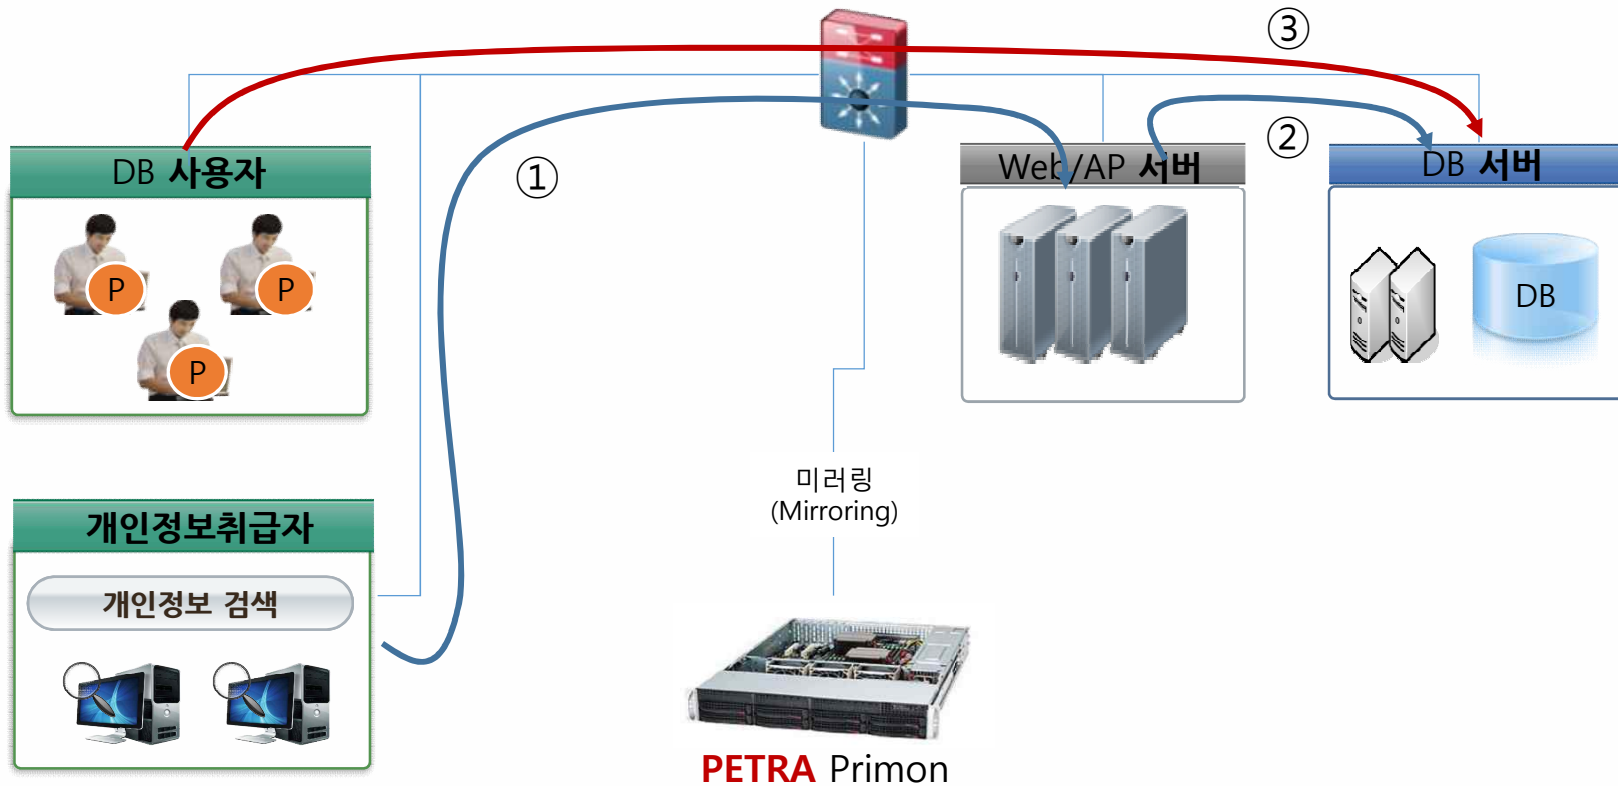 ③
①
②
DB 사용자
P
P
P
Web/AP 서버
DB 서버
DB
미러링
(Mirroring)
개인정보취급자
개인정보 검색
PETRA Primon